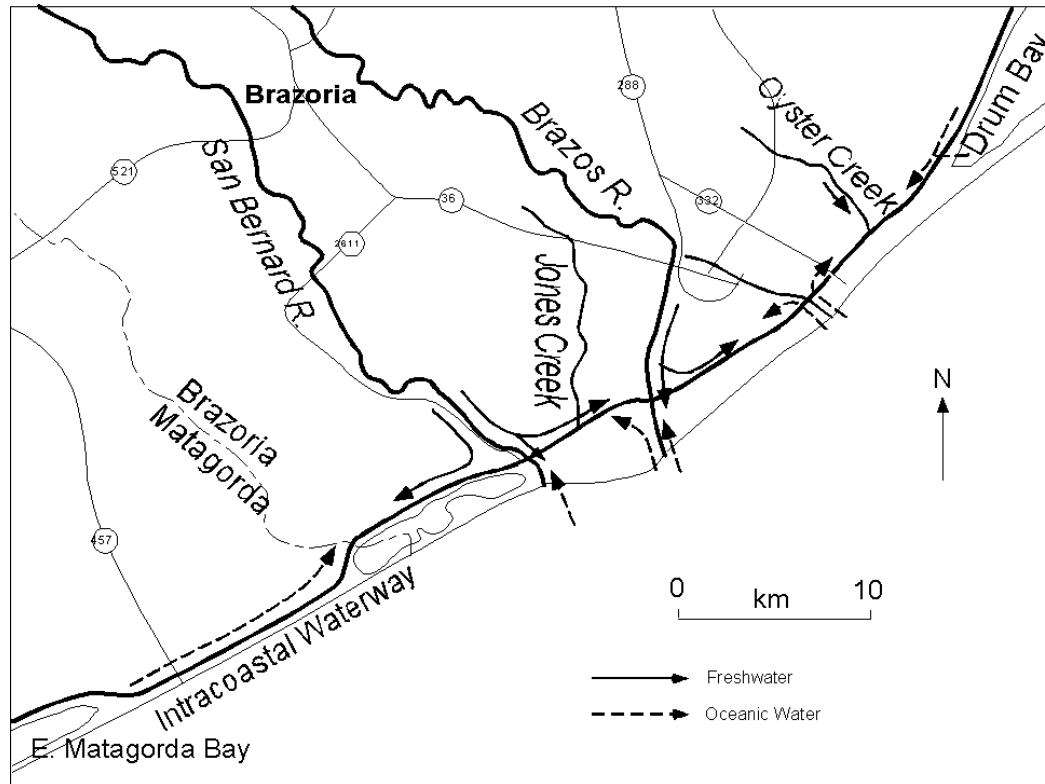 Brazoria
288
Oyster Creek
Drum Bay
Brazos R.
San Bernard R.
521
36
332
2611
Jones Creek
N
Brazoria
Matagorda
457
0 10
km
Intracoastal Waterway
Freshwater
Oceanic Water
E. Matagorda Bay